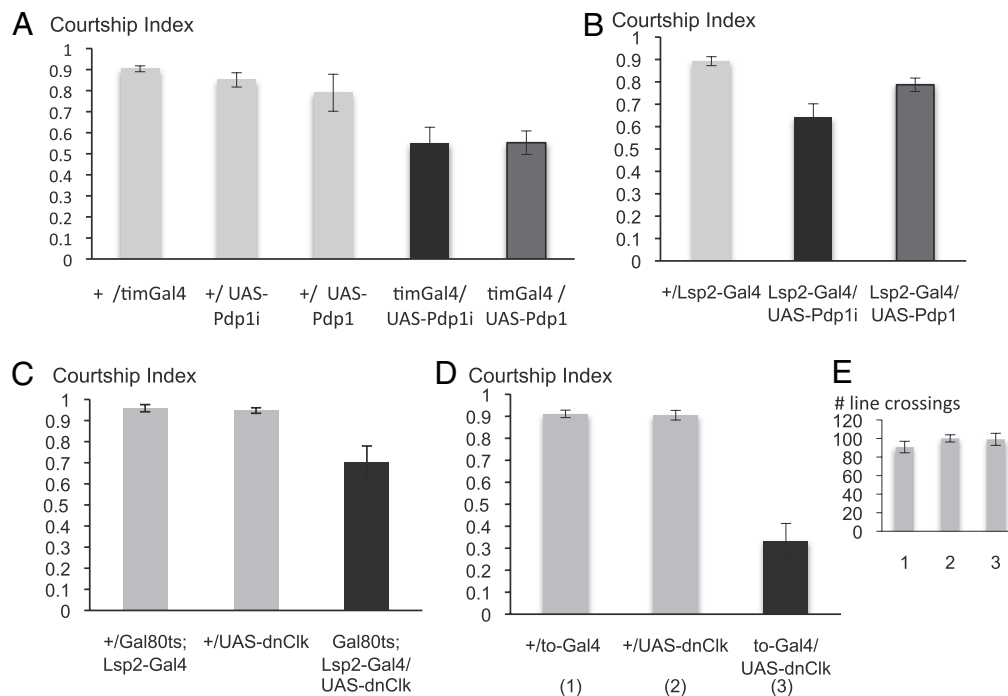 A Courtship Index
1
0.9
0.8
0.7
0.6
0.5
0.4
0.3
0.2
0.1
0
+ /timGal4
+/ UAS-
Pdp1i
+/ UAS-
Pdp1
timGal4/
UAS-Pdp1i
timGal4 /
UAS-Pdp1
B Courtship Index
1
0.9
0.8
0.7
0.6
0.5
0.4
0.3
0.2
0.1
0
+/Lsp2-Gal4
Lsp2-Gal4/
UAS-Pdp1i
Lsp2-Gal4/
UAS-Pdp1
C Courtship Index
1
0.9
0.8
0.7
0.6
0.5
0.4
0.3
0.2
0.1
0
+/Gal80ts;
Lsp2-Gal4
+/UAS-dnClk
Gal80ts;
Lsp2-Gal4/
UAS-dnClk
D Courtship Index
1
0.9
0.8
0.7
0.6
0.5
0.4
0.3
0.2
0.1
0
+/to-Gal4
(1)
+/UAS-dnClk
(2)
to-Gal4/
UAS-dnClk
(3)
E
# line crossings
120
100
80
60
40
20
0
1 2 3